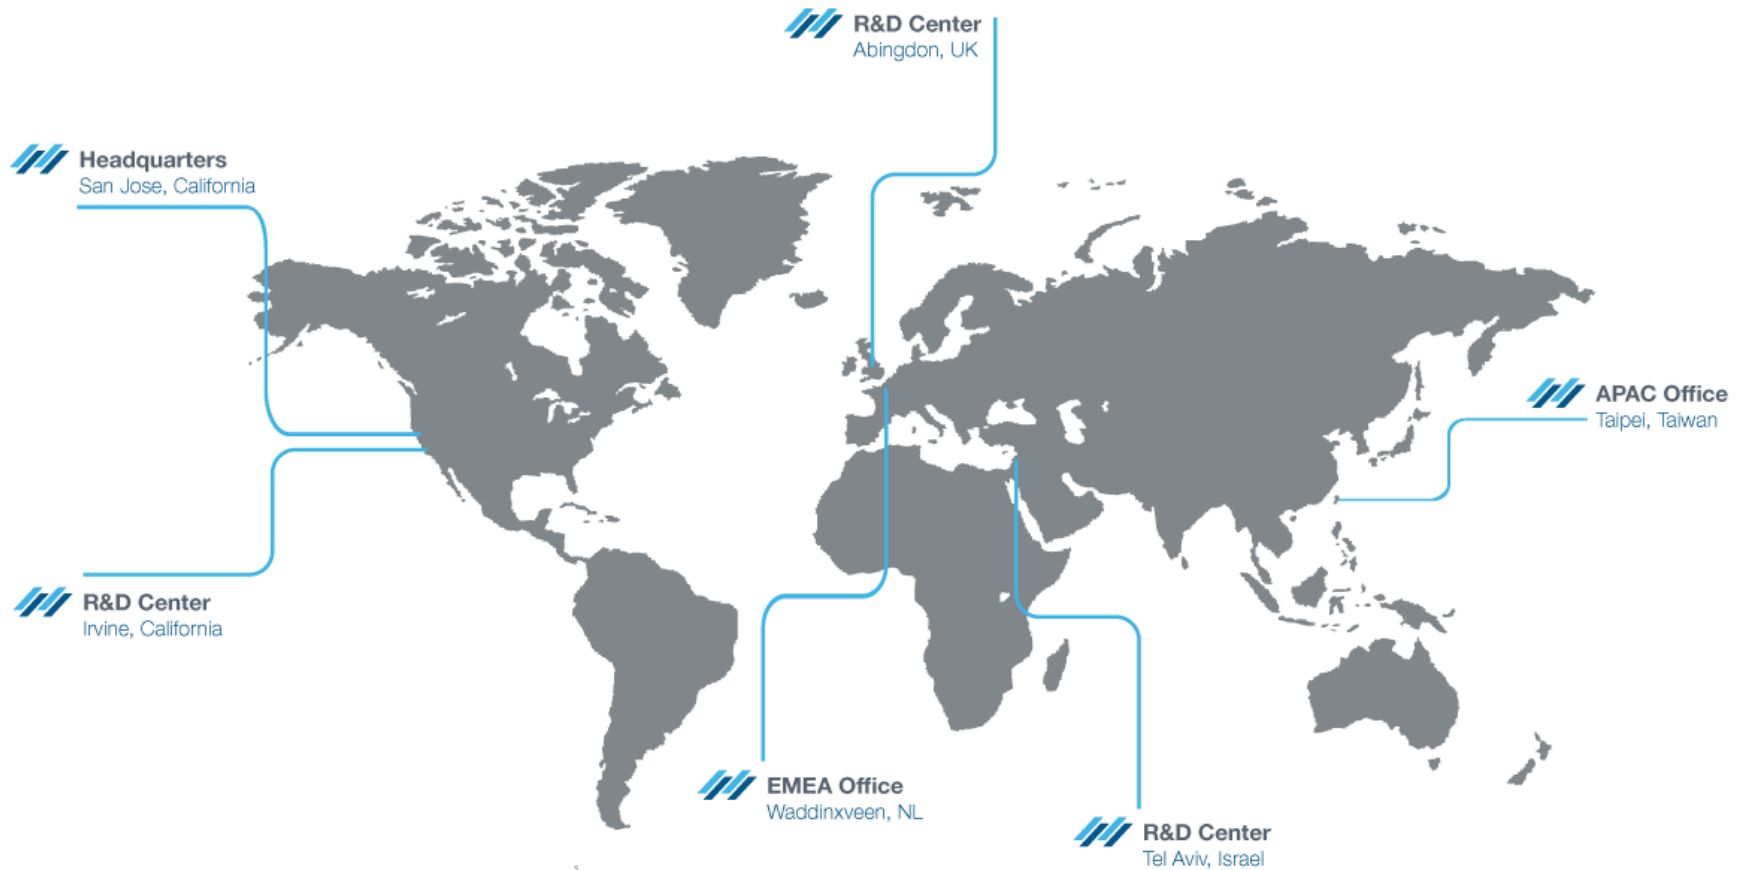 R&D Center
Abingdon, UK
Headquarters
San Jose, California
APAC Office
Taipei, Taiwan
R&D Center
Irvine, California
EMEA Office
Waddinxveen, NL
R&D Center
Tel Aviv, Israel